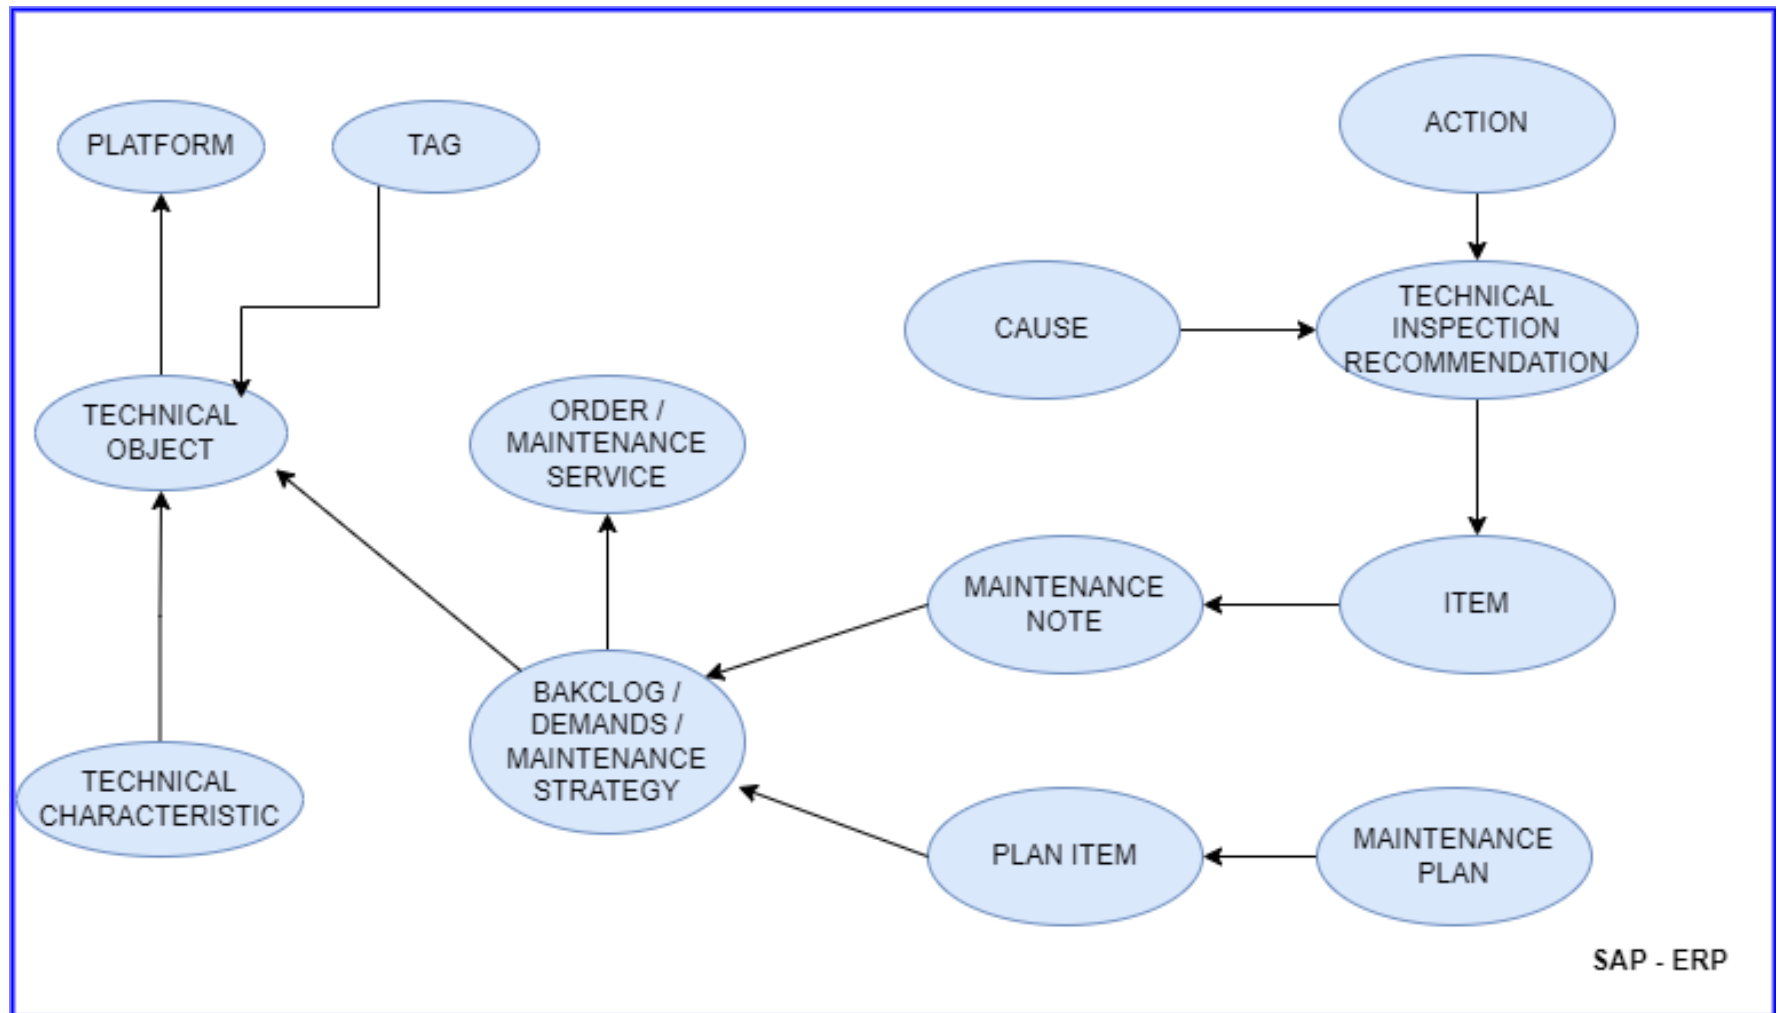 PLATFORM
TAG
ACTION
CAUSE
TECHNICAL
INSPECTION
RECOMMENDATION
TECHNICAL
OBJECT
ORDER /
MAINTENANCE
SERVICE
MAINTENANCE
NOTE
ITEM
BAKCLOG /
DEMANDS /
MAINTENANCE
STRATEGY
TECHNICAL
CHARACTERISTIC
PLAN ITEM
MAINTENANCE
PLAN
SAP - ERP